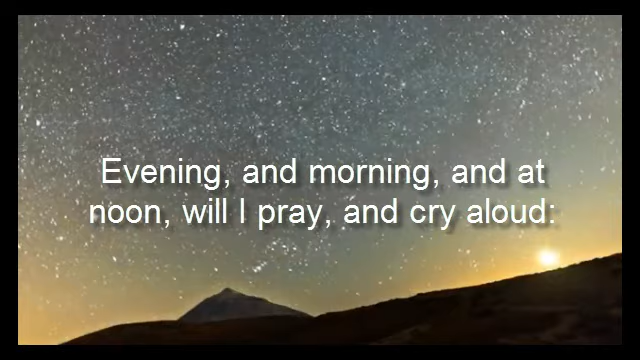 Evening, and morning, and at
noon, will I pray, and cry aloud: